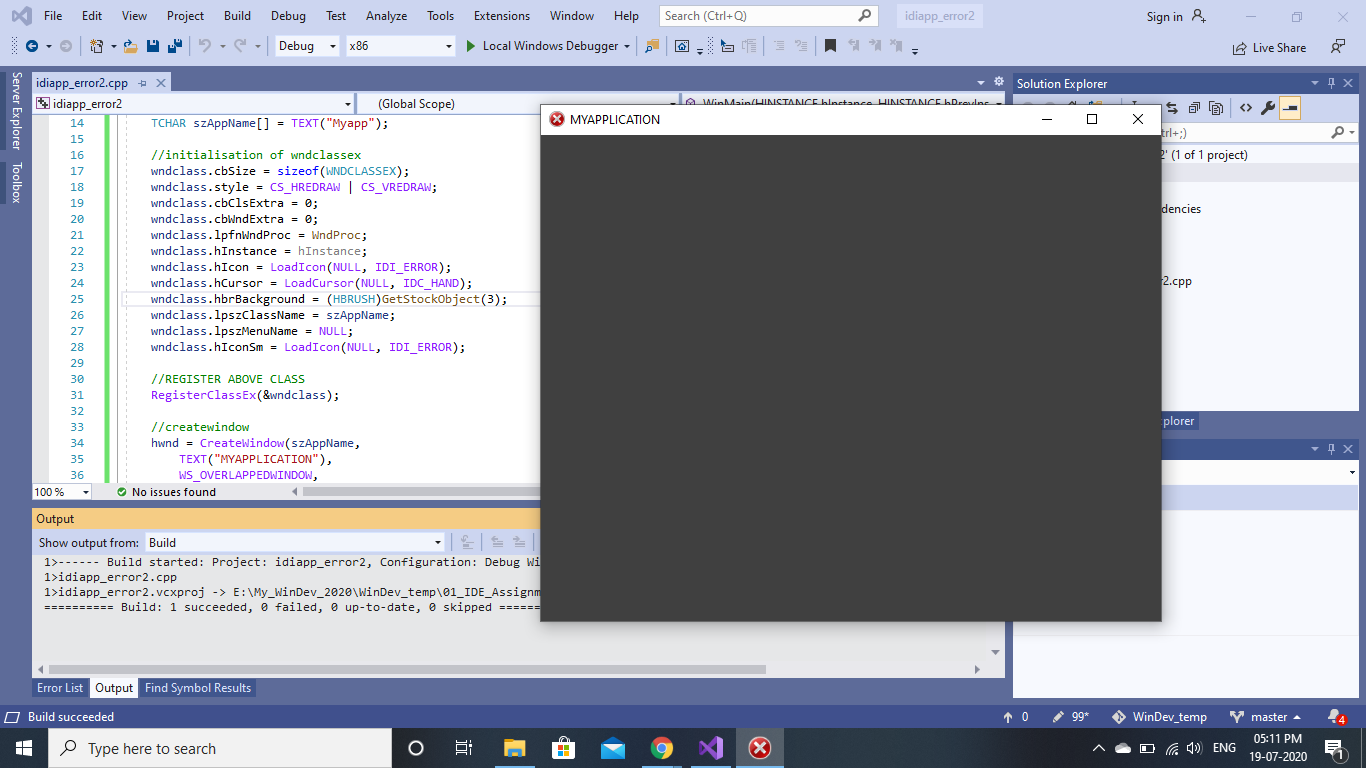 File Edit View Project Build Debug Test Analyze Tools Extensions Window Help Search (Ctrl+Q) idiapp_error2 Sign in
Debug x86 Local Windows Debugger Live Share
Server Explorer
Toolbox
idiapp_error2.cpp
idiapp_error2 (Global Scope) WinMain(HINSTANCE hInstance, HINSTANCE hPrevIns
14 TCHAR szAppName[] = TEXT("Myapp");
15
16 //initialisation of wndclassex
17 wndclass.cbSize = sizeof(WNDCLASSEX);
18 wndclass.style = CS_HREDRAW | CS_VREDRAW;
19 wndclass.cbClsExtra = 0;
20 wndclass.cbWndExtra = 0;
21 wndclass.lpfnWndProc = WndProc;
22 wndclass.hInstance = hInstance;
23 wndclass.hIcon = LoadIcon(NULL, IDI_ERROR);
24 wndclass.hCursor = LoadCursor(NULL, IDC_HAND);
25 wndclass.hbrBackground = (HBRUSH)GetStockObject(3);
26 wndclass.lpszClassName = szAppName;
27 wndclass.lpszMenuName = NULL;
28 wndclass.hIconSm = LoadIcon(NULL, IDI_ERROR);
29
30 //REGISTER ABOVE CLASS
31 RegisterClassEx(&wndclass);
32
33 //createwindow
34 hwnd = CreateWindow(szAppName,
35 TEXT("MYAPPLICATION"),
36 WS_OVERLAPPEDWINDOW,
100 % No issues found
MYAPPLICATION
Solution Explorer
trl+;)
2' (1 of 1 project)
dencies
r2.cpp
plorer
Output
Show output from: Build
1>------ Build started: Project: idiapp_error2, Configuration: Debug Wi
1>idiapp_error2.cpp
1>idiapp_error2.vcxproj -> E:\My_WinDev_2020\WinDev_temp\01_IDE_Assignm
========== Build: 1 succeeded, 0 failed, 0 up-to-date, 0 skipped =======
Error List Output Find Symbol Results
Build succeeded 0 99* WinDev_temp master 4
Type here to search ENG 05:11 PM
19-07-2020 1